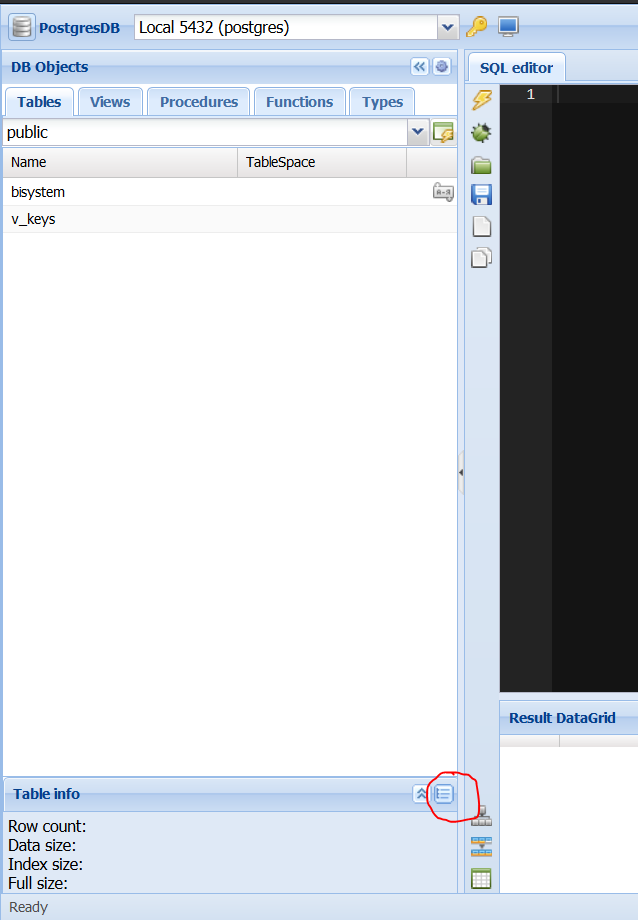 PostgresDB
Local 5432 (postgres)
DB Objects
SQL editor
Tables
Views
Procedures
Functions
Types
1
public
Name
TableSpace
bisystem
A-9
v_keys
Result DataGrid
Table info
Row count:
Data size:
Index size:
Full size:
Ready